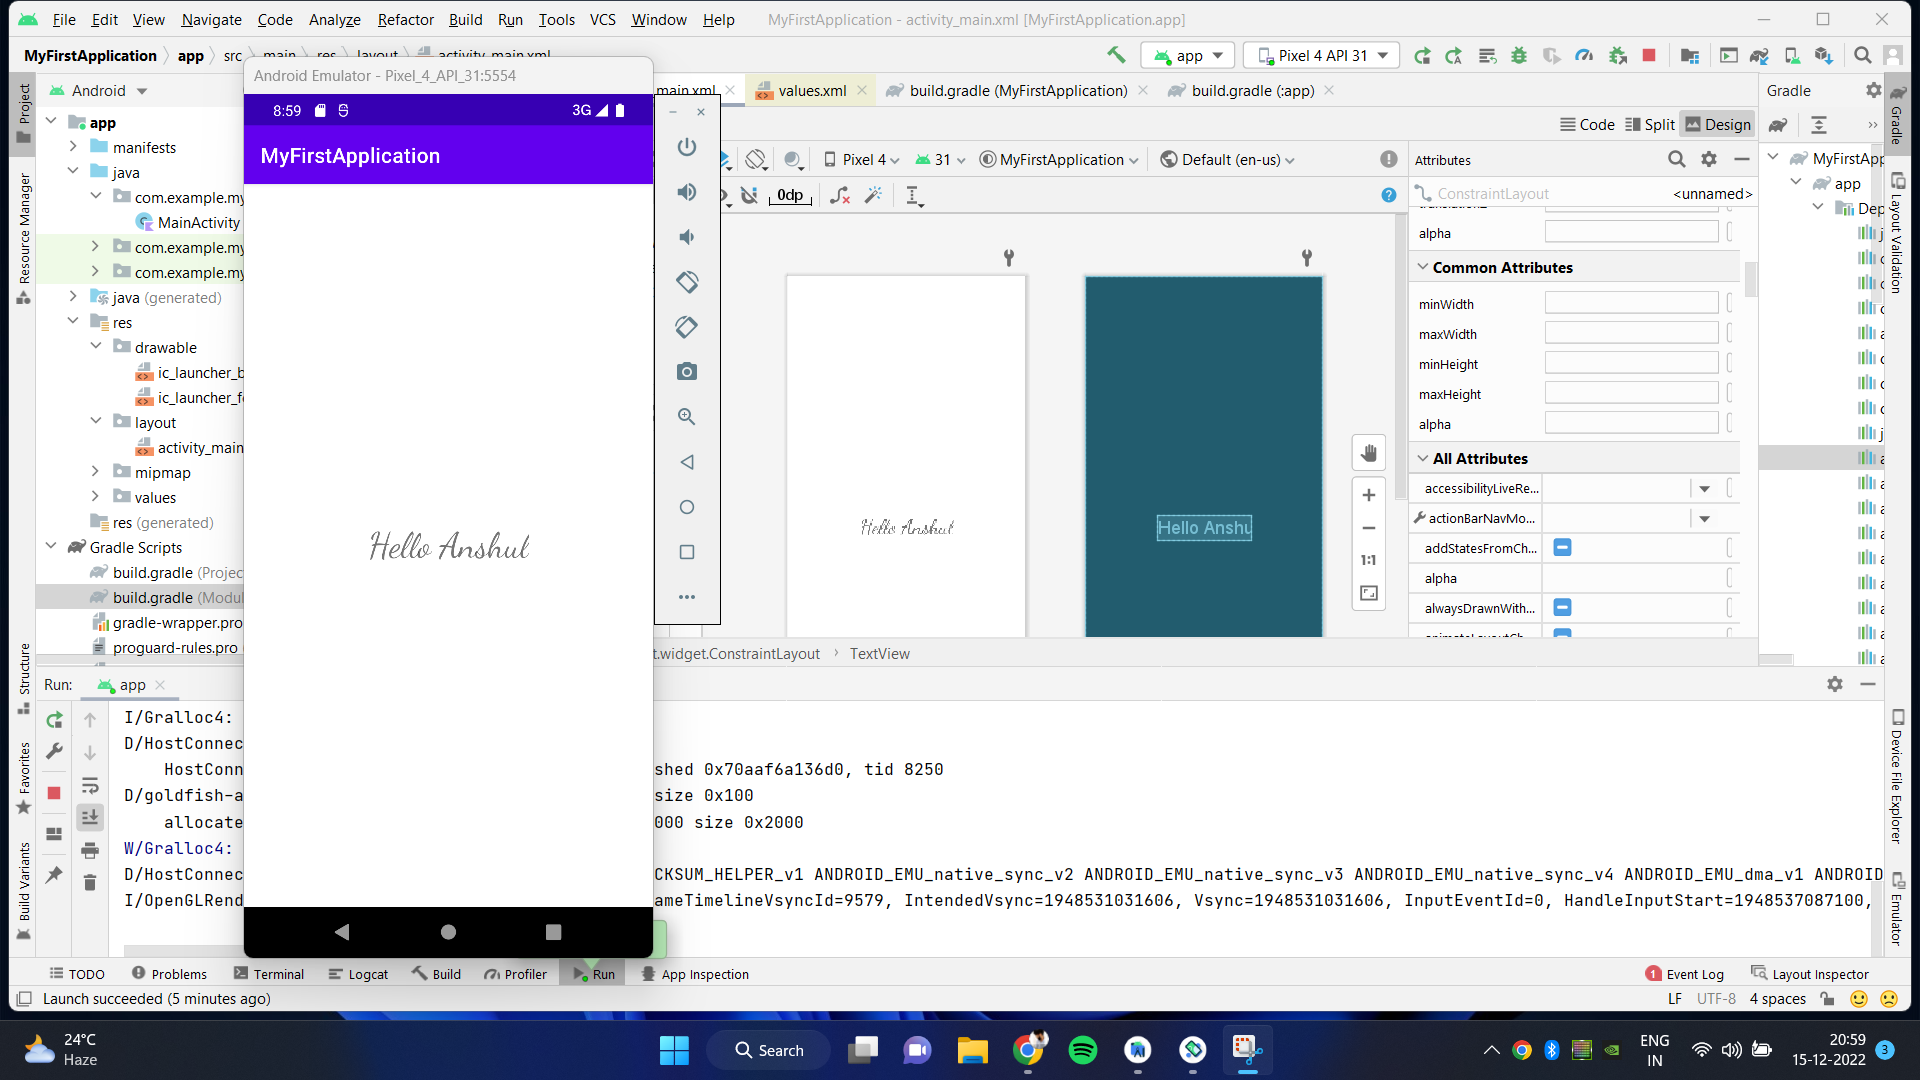 File Edit View Navigate Code Analyze Refactor Build Run Tools VCS Window Help MyFirstApplication - activity_main.xml [MyFirstApplication.app]
MyFirstApplication app src main res layout activity_main.xml app Pixel 4 API 31
Android Emulator - Pixel_4_API_31:5554
Android main.xml values.xml build.gradle (MyFirstApplication) build.gradle (:app) Gradle
8:59 3G
MyFirstApplication
Code Split Design
Pixel 4 31 MyFirstApplication Default (en-us) Attributes
0dp ConstraintLayout <unnamed>
Project
Resource Manager
Structure
Favorites
Build Variants
app
manifests
java
com.example.my
MainActivity
com.example.my
com.example.my
java (generated)
res
drawable
ic_launcher_b
ic_launcher_f
layout
activity_main
mipmap
values
res (generated)
Gradle Scripts
build.gradle (Projec
build.gradle (Modul
gradle-wrapper.pro
proguard-rules.pro (
Hello Anshul
Hello Anshul
Hello Anshu
1:1
alpha
Common Attributes
minWidth
maxWidth
minHeight
maxHeight
alpha
All Attributes
accessibilityLiveRe...
actionBarNavMo...
addStatesFromCh...
alpha
alwaysDrawnWith...
MyFirstApp
app
Dep
Gradle
Layout Validation
Device File Explorer
Emulator
t.widget.ConstraintLayout TextView
Run: app
I/Gralloc4:
D/HostConnec
HostConn shed 0x70aaf6a136d0, tid 8250
D/goldfish-a size 0x100
allocate 000 size 0x2000
W/Gralloc4:
D/HostConnec CKSUM_HELPER_v1 ANDROID_EMU_native_sync_v2 ANDROID_EMU_native_sync_v3 ANDROID_EMU_native_sync_v4 ANDROID_EMU_dma_v1 ANDROID
I/OpenGLRend ameTimelineVsyncId=9579, IntendedVsync=1948531031606, Vsync=1948531031606, InputEventId=0, HandleInputStart=1948537087100,
TODO Problems Terminal Logcat Build Profiler Run App Inspection 1 Event Log Layout Inspector
Launch succeeded (5 minutes ago) LF UTF-8 4 spaces
24°C
Haze
Search
ENG
IN
20:59
15-12-2022
3